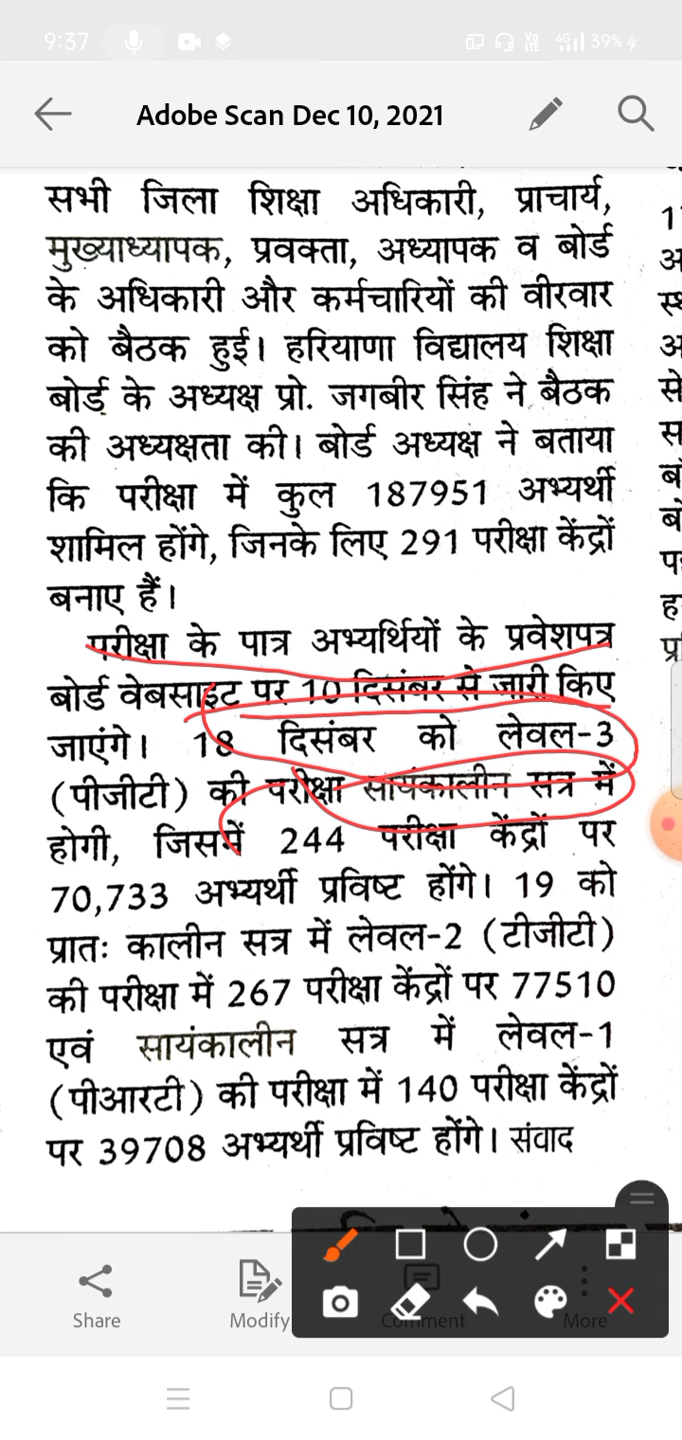 9:37
Vo LTE 4G 39%
Adobe Scan Dec 10, 2021
सभी जिला शिक्षा अधिकारी, प्राचार्य,
मुख्याध्यापक, प्रवक्ता, अध्यापक व बोर्ड
के अधिकारी और कर्मचारियों की वीरवार
को बैठक हुई। हरियाणा विद्यालय शिक्षा
बोर्ड के अध्यक्ष प्रो. जगबीर सिंह ने बैठक
की अध्यक्षता की। बोर्ड अध्यक्ष ने बताया
कि परीक्षा में कुल 187951 अभ्यर्थी
शामिल होंगे, जिनके लिए 291 परीक्षा केंद्रों
बनाए हैं।
परीक्षा के पात्र अभ्यर्थियों के प्रवेशपत्र
बोर्ड वेबसाइट पर 10 दिसंबर से जारी किए
जाएंगे। 18 दिसंबर को लेवल-3
(पीजीटी) की परीक्षा सायंकालीन सत्र में
होगी, जिसमें 244 परीक्षा केंद्रों पर
70,733 अभ्यर्थी प्रविष्ट होंगे। 19 को
प्रातः कालीन सत्र में लेवल-2 (टीजीटी)
की परीक्षा में 267 परीक्षा केंद्रों पर 77510
एवं सायंकालीन सत्र में लेवल-1
(पीआरटी) की परीक्षा में 140 परीक्षा केंद्रों
पर 39708 अभ्यर्थी प्रविष्ट होंगे। संवाद
Share Modify Comment More